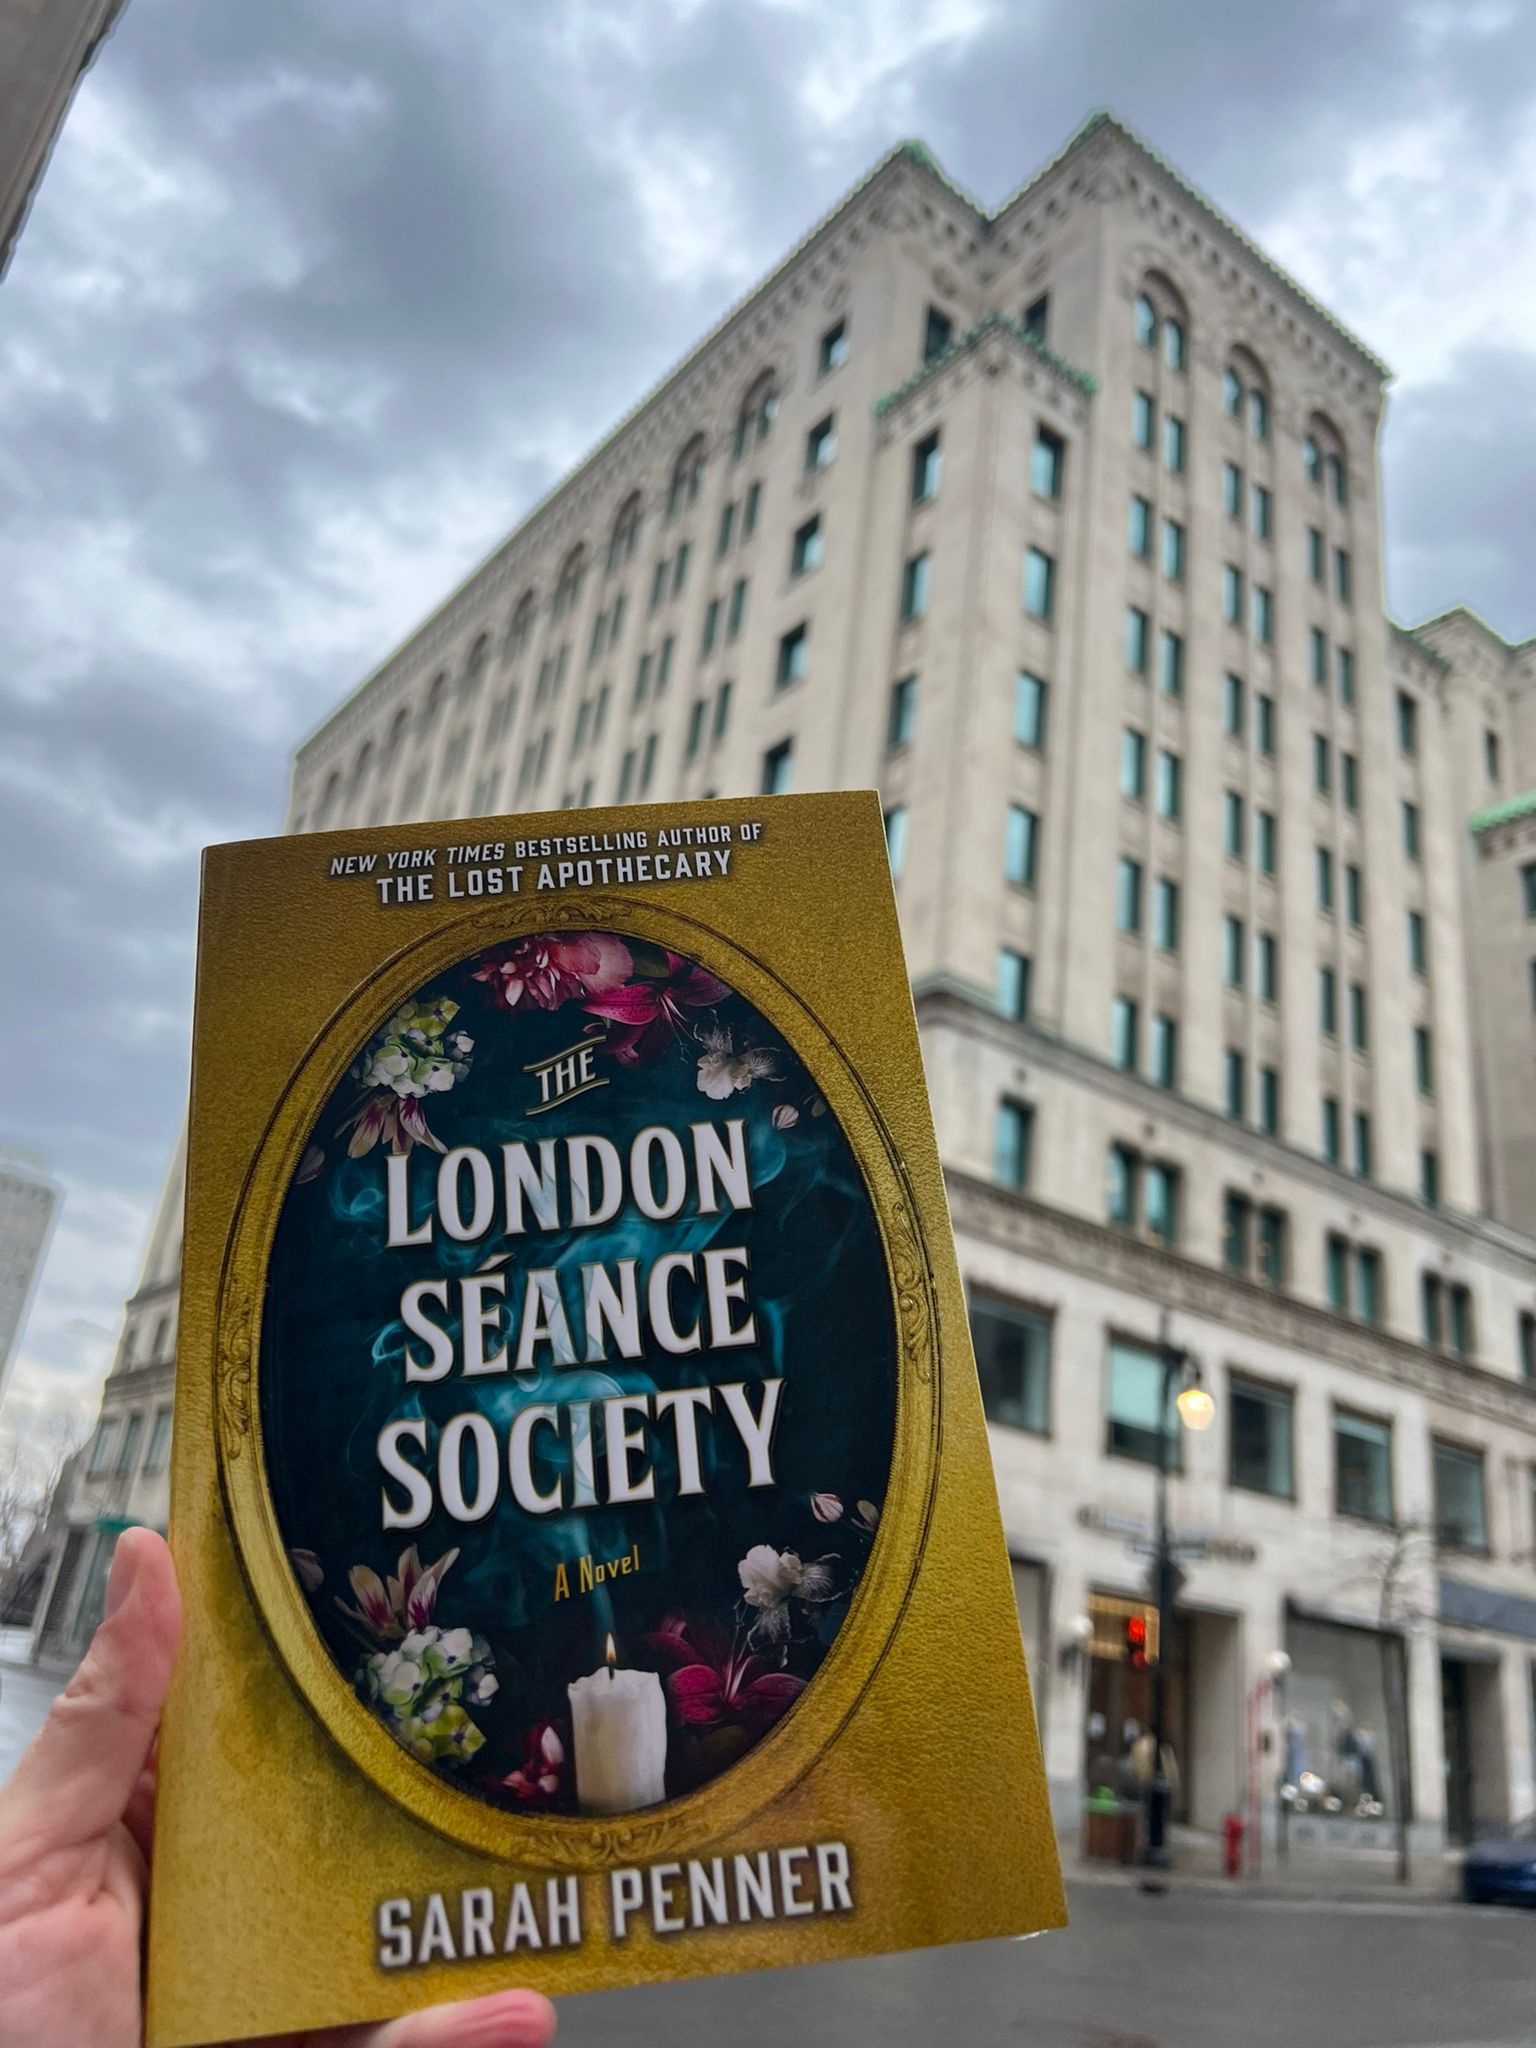 NEW YORK TIMES BESTSELLING AUTHOR OF
THE LOST APOTHECARY
THE
LONDON
SÉANCE
SOCIETY
A Novel
SARAH PENNER